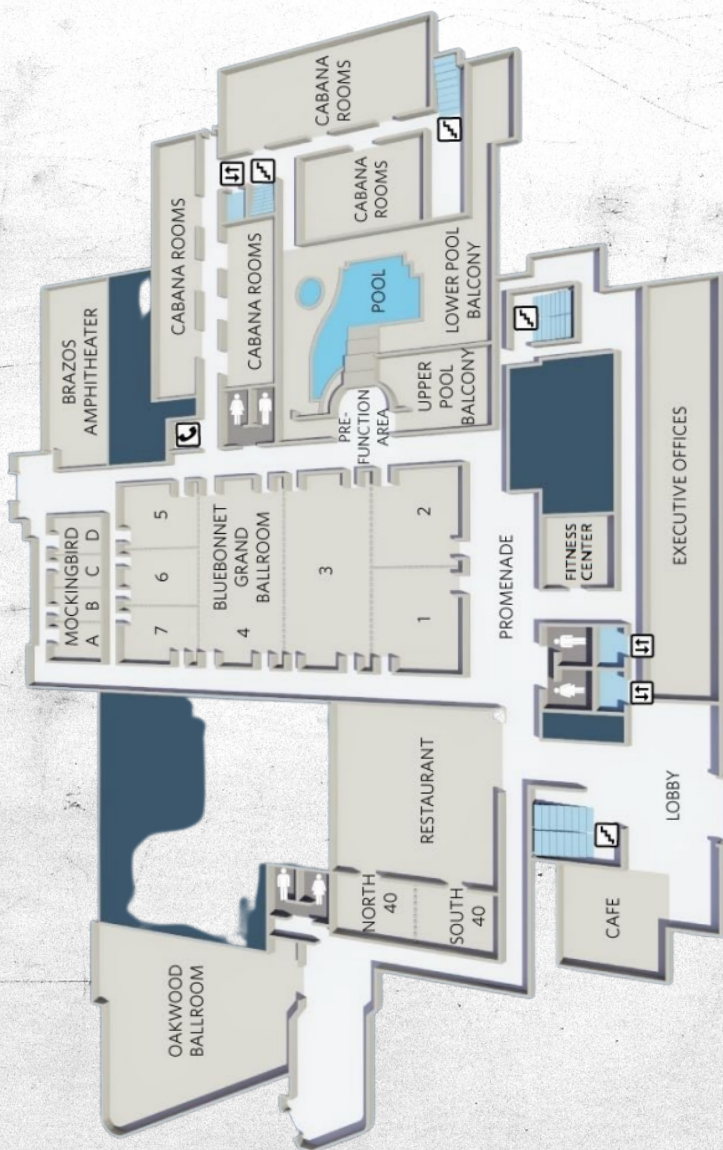 OAKWOOD
BALLROOM
MOCKINGBIRD
A B C D
BRAZOS
AMPHITHEATER
7 6 5
4
BLUEBONNET
GRAND
BALLROOM
3
1 2
CABANA ROOMS
CABANA ROOMS
CABANA
ROOMS
CABANA
ROOMS
POOL
PRE-
FUNCTION
AREA
UPPER
POOL
BALCONY
LOWER POOL
BALCONY
NORTH
40
SOUTH
40
RESTAURANT
PROMENADE
FITNESS
CENTER
CAFE
LOBBY
EXECUTIVE OFFICES